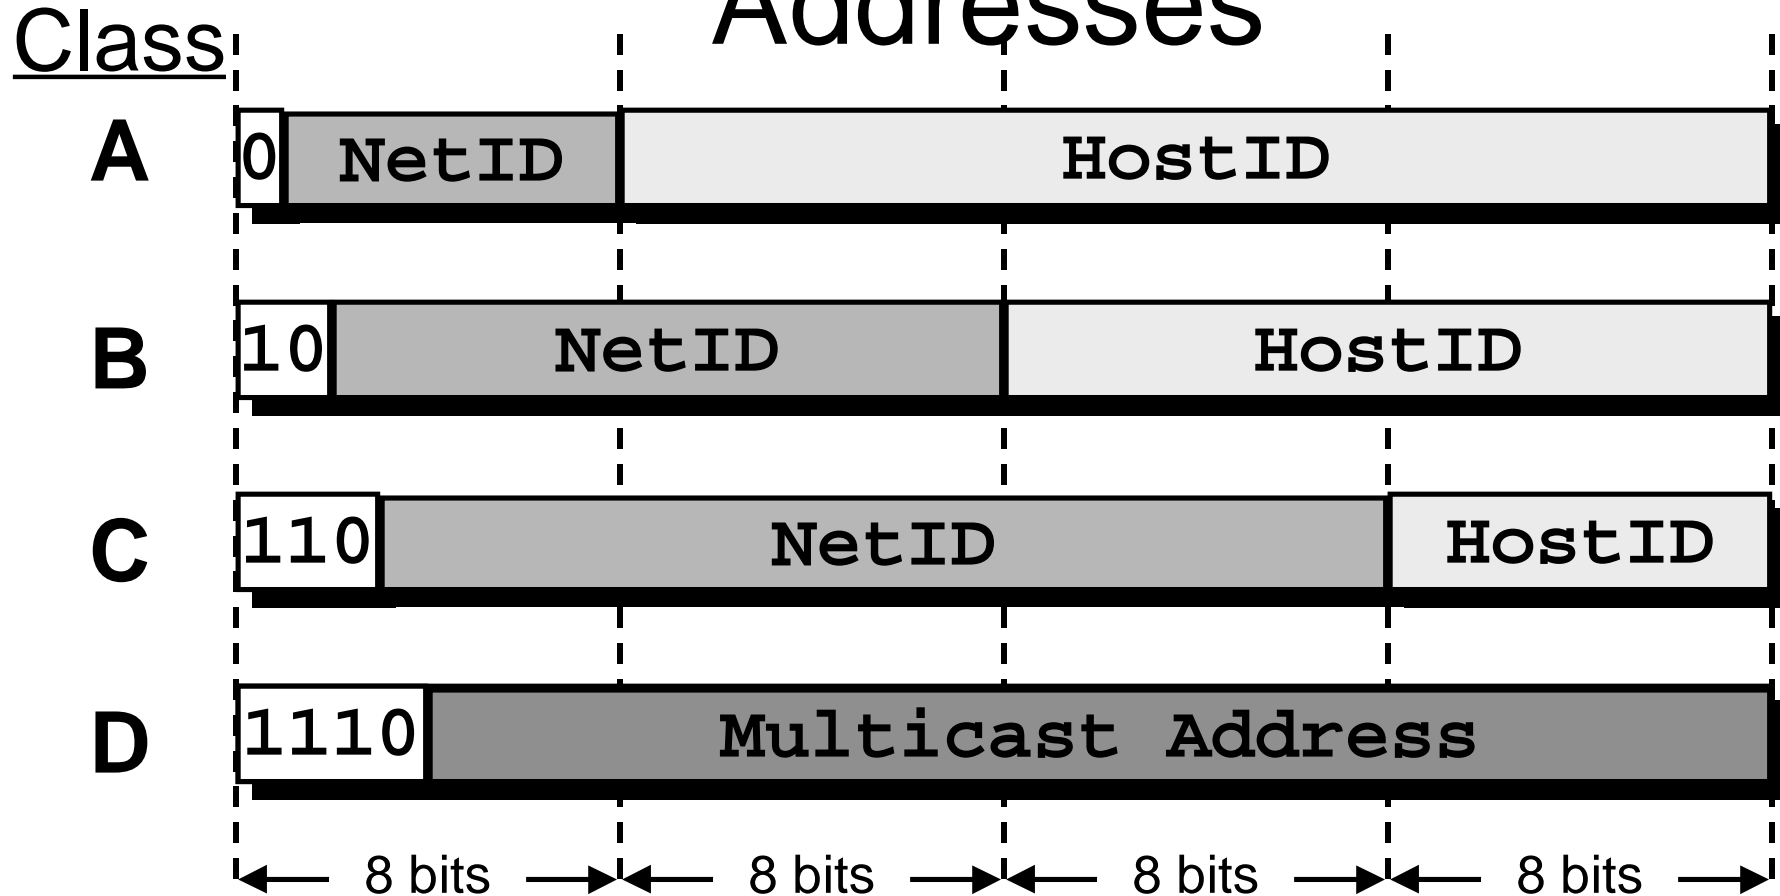 Addresses
Class
A 0 NetID HostID
B 10 NetID HostID
C 110 NetID HostID
D 1110 Multicast Address
8 bits 8 bits 8 bits 8 bits